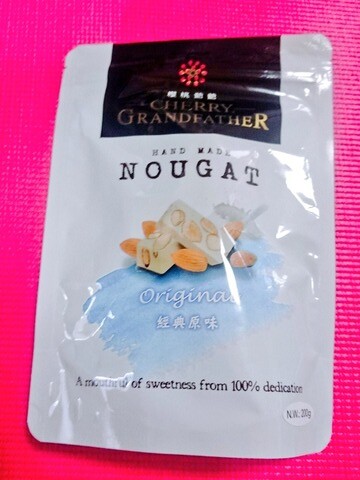 櫻桃爺爺
CHERRY
GRANDFATHER
HAND MADE
NOUGAT
Original
經典原味
A mouthful of sweetness from 100% dedication
N.W.: 200g